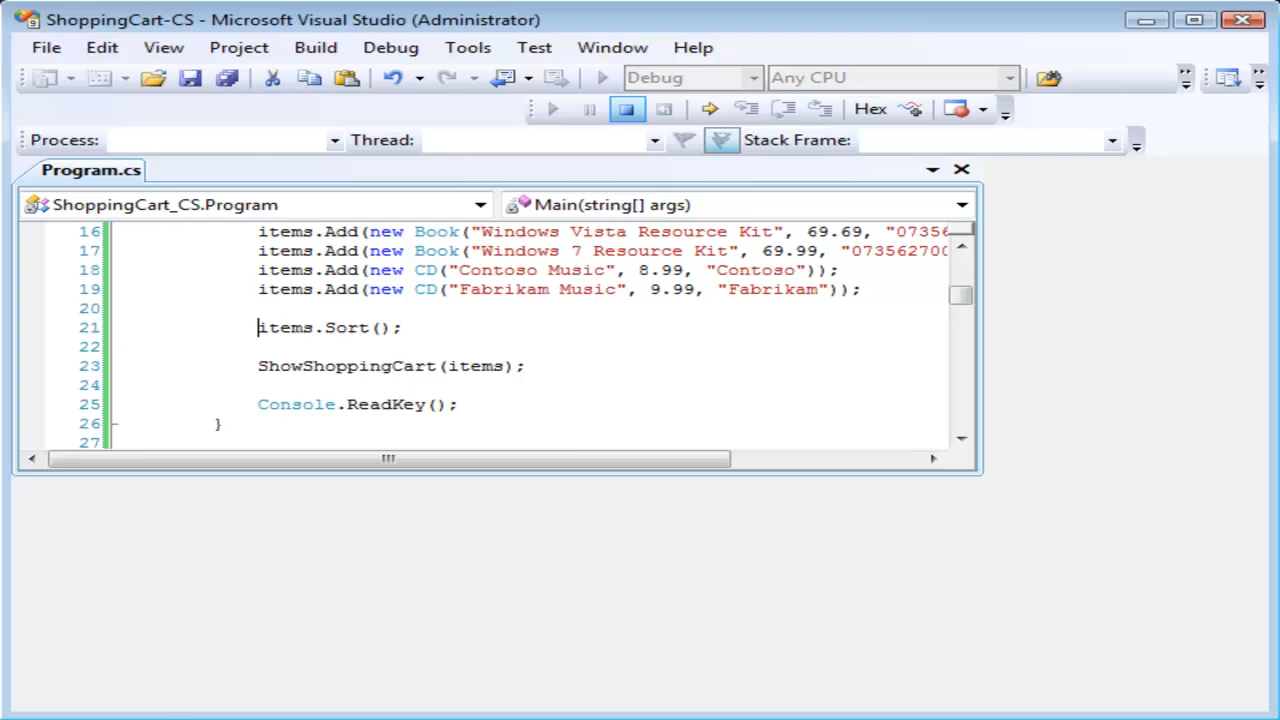 ShoppingCart-CS - Microsoft Visual Studio (Administrator)
File Edit View Project Build Debug Tools Test Window Help
Debug Any CPU
Hex
Process: Thread: Stack Frame:
Program.cs
ShoppingCart_CS.Program Main(string[] args)
16 items.Add(new Book("Windows Vista Resource Kit", 69.69, "07356
17 items.Add(new Book("Windows 7 Resource Kit", 69.99, "073562700
18 items.Add(new CD("Contoso Music", 8.99, "Contoso"));
19 items.Add(new CD("Fabrikam Music", 9.99, "Fabrikam"));
20
21 items.Sort();
22
23 ShowShoppingCart(items);
24
25 Console.ReadKey();
26 }
27